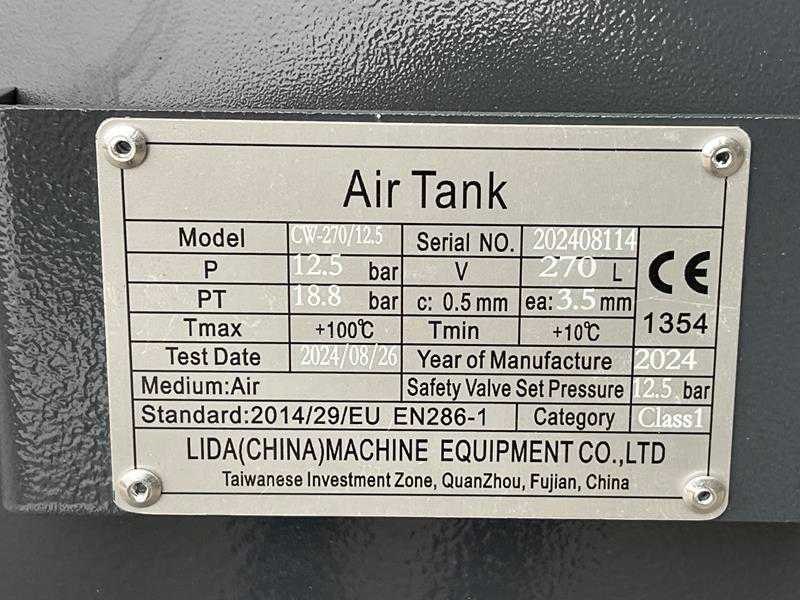 Air Tank
Model CW-270/12.5 Serial NO. 202408114
P 12.5 bar V 270 L
PT 18.8 bar c: 0.5 mm ea: 3.5 mm
CE 1354
Tmax +100℃ Tmin +10℃
Test Date 2024/08/26 Year of Manufacture 2024
Medium:Air Safety Valve Set Pressure 12.5 bar
Standard:2014/29/EU EN286-1 Category Class1
LIDA(CHINA)MACHINE EQUIPMENT CO.,LTD
Taiwanese Investment Zone, QuanZhou, Fujian, China